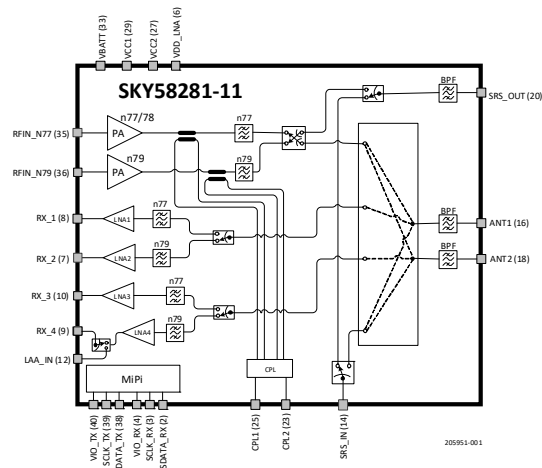 VBATT (33)
VCC1 (29)
VCC2 (27)
VDD_LNA (6)
SKY58281-11
n77/78
RFIN_N77 (35)
PA
n77
BPF
SRS_OUT (20)
n79
RFIN_N79 (36)
PA
n79
n77
RX_1 (8)
LNA1
BPF
ANT1 (16)
n79
RX_2 (7)
LNA2
BPF
ANT2 (18)
n77
RX_3 (10)
LNA3
n79
RX_4 (9)
LNA4
LAA_IN (12)
MiPi
CPL
VIO_TX (40)
SCLK_TX (39)
DATA_TX (38)
VIO_RX (4)
SCLK_RX (3)
SDATA_RX (2)
CPL1 (25)
CPL2 (23)
SRS_IN (14)
205951-001